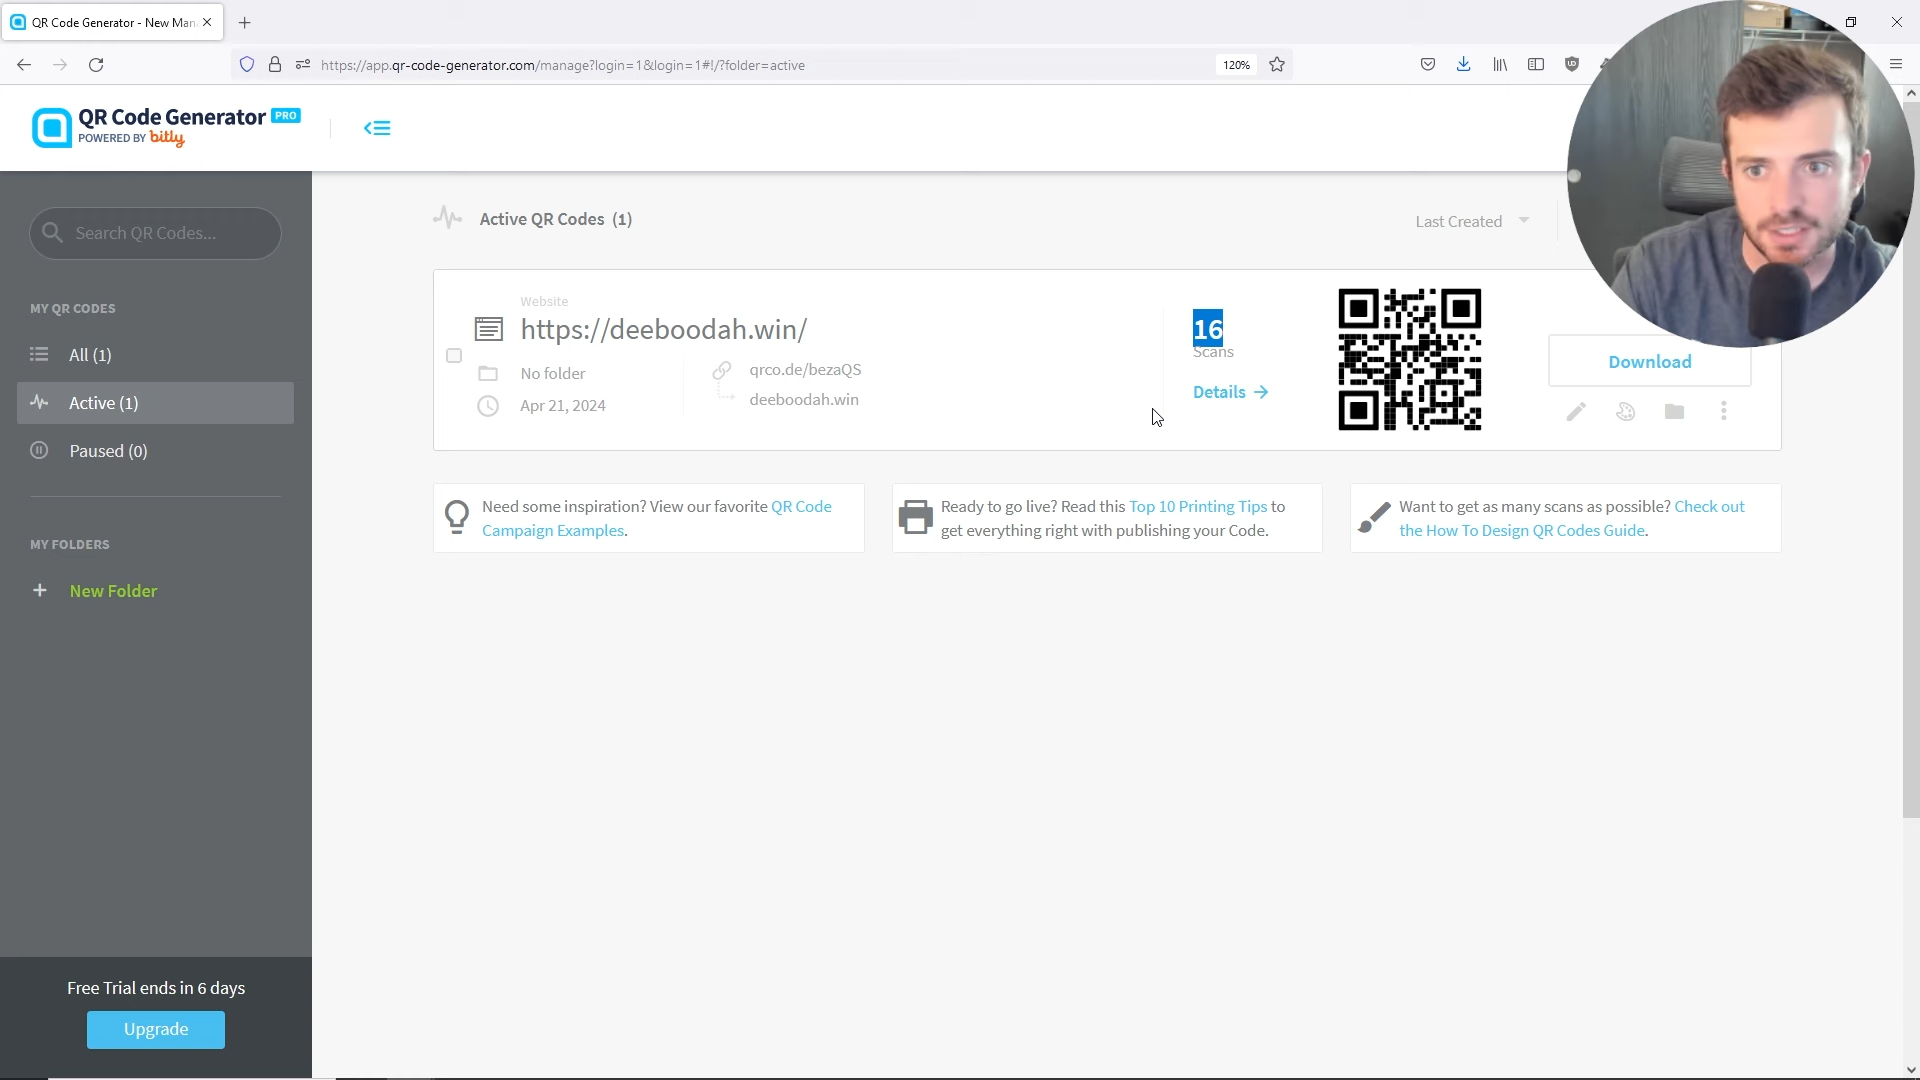 QR Code Generator - New Man
https://app.qr-code-generator.com/manage?login=1&login=1#!/?folder=active
120%
QR Code Generator PRO
POWERED BY bitly
Search QR Codes...
MY QR CODES
All (1)
Active (1)
Paused (0)
MY FOLDERS
New Folder
Free Trial ends in 6 days
Upgrade
Active QR Codes (1)
Last Created
Website
https://deeboodah.win/
No folder
Apr 21, 2024
qrco.de/bezaQS
deeboodah.win
16
Scans
Details
Download
Need some inspiration? View our favorite QR Code
Campaign Examples.
Ready to go live? Read this Top 10 Printing Tips to
get everything right with publishing your Code.
Want to get as many scans as possible? Check out
the How To Design QR Codes Guide.